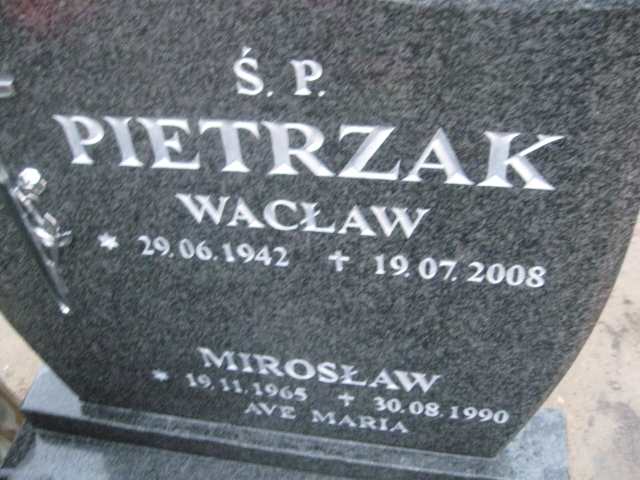 Ś. P.
PIETRZAK
WACŁAW
* 29.06.1942 † 19.07.2008
MIROSŁAW
* 19.11.1965 † 30.08.1990
AVE MARIA